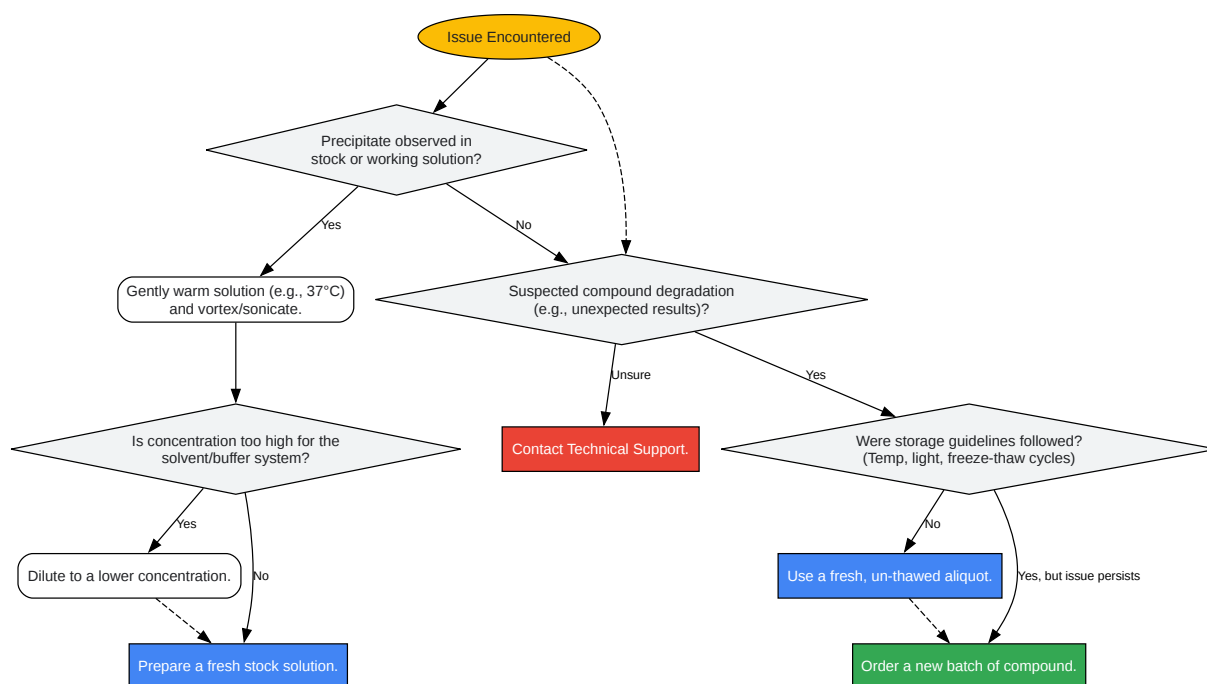 Issue Encountered
Precipitate observed in
stock or working solution?
Yes
No
Gently warm solution (e.g., 37°C)
and vortex/sonicate.
Suspected compound degradation
(e.g., unexpected results)?
Unsure
Yes
Is concentration too high for the
solvent/buffer system?
Contact Technical Support.
Were storage guidelines followed?
(Temp, light, freeze-thaw cycles)
Yes
No
Dilute to a lower concentration.
No
Use a fresh, un-thawed aliquot.
Yes, but issue persists
Prepare a fresh stock solution.
Order a new batch of compound.